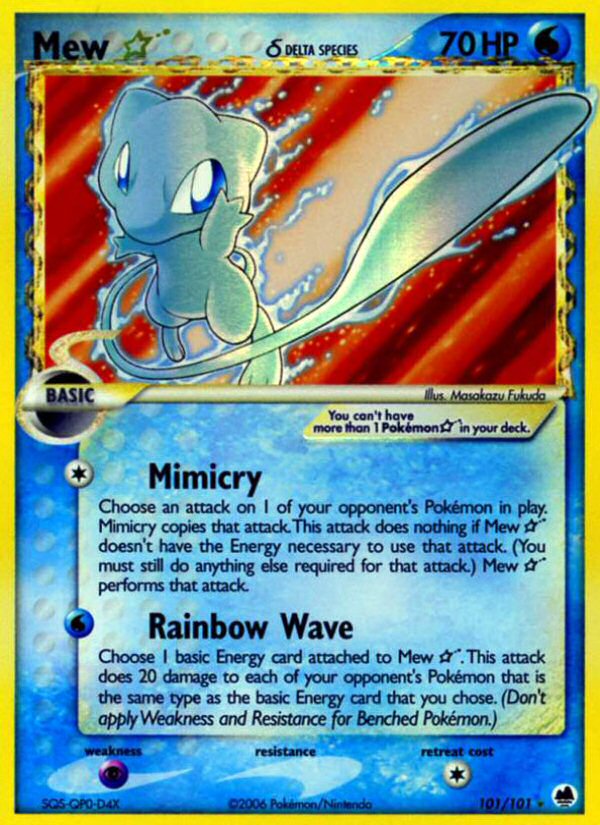 Mew ☆ δ DELTA SPECIES 70 HP
BASIC
Illus. Masakazu Fukuda
You can't have
more than 1 Pokémon☆ in your deck.
Mimicry
Choose an attack on 1 of your opponent's Pokémon in play.
Mimicry copies that attack. This attack does nothing if Mew ☆
doesn't have the Energy necessary to use that attack. (You
must still do anything else required for that attack.) Mew ☆
performs that attack.
Rainbow Wave
Choose 1 basic Energy card attached to Mew ☆. This attack
does 20 damage to each of your opponent's Pokémon that is
the same type as the basic Energy card that you chose. (Don't
apply Weakness and Resistance for Benched Pokémon.)
weakness resistance retreat cost
SQS-QP0-D4X ©2006 Pokémon/Nintendo 101/101